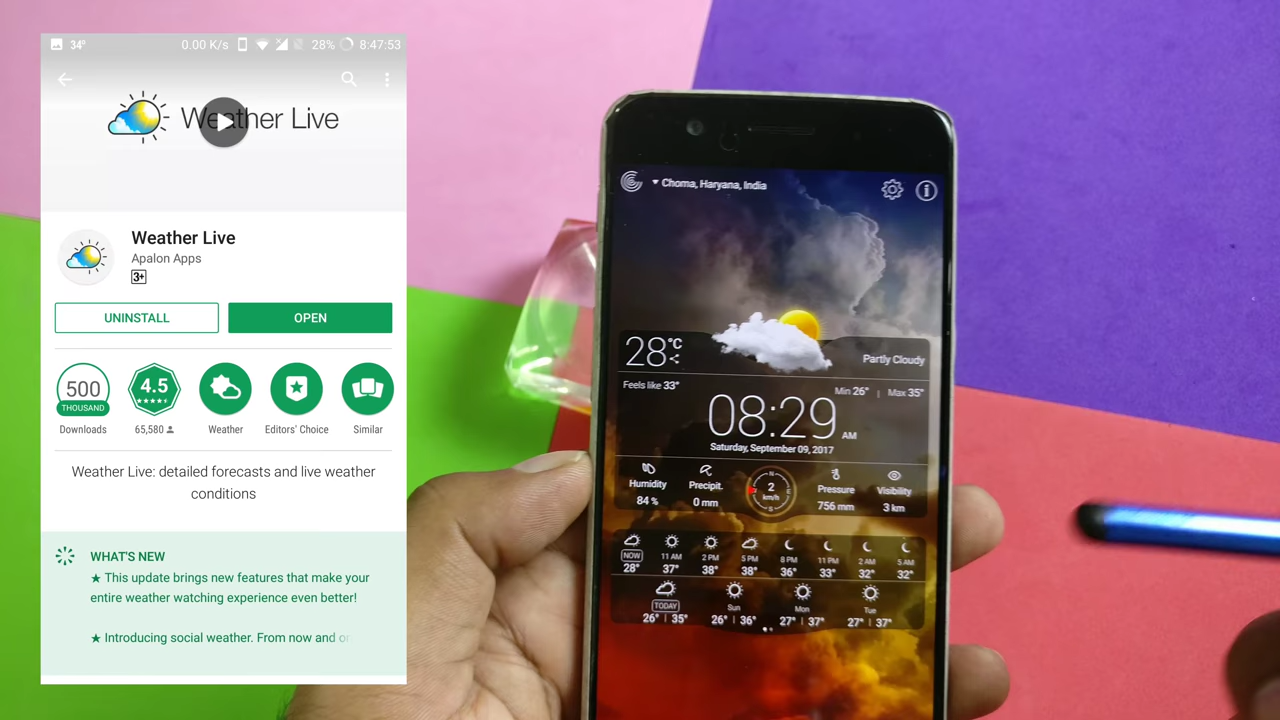 34°
0.00 K/s
28%
8:47:53
Weather Live
Weather Live
Apalon Apps
3+
UNINSTALL
OPEN
500
THOUSAND
4.5
Downloads
65,580
Weather
Editors' Choice
Similar
Weather Live: detailed forecasts and live weather
conditions
WHAT'S NEW
★ This update brings new features that make your
entire weather watching experience even better!
★ Introducing social weather. From now and
Choma, Haryana, India
28°C
Partly Cloudy
Feels like 33°
Min 26° | Max 35°
08:29 AM
Saturday, September 09, 2017
Humidity
84 %
Precipit.
0 mm
N
2
km/h
S
Pressure
756 mm
Visibility
3 km
NOW 11 AM 2 PM 5 PM 8 PM 11 PM 2 AM 5 AM
28° 37° 38° 38° 36° 33° 32° 32°
TODAY Sun Mon Tue
26° | 35° 26° | 36° 27° | 37° 27° | 37°